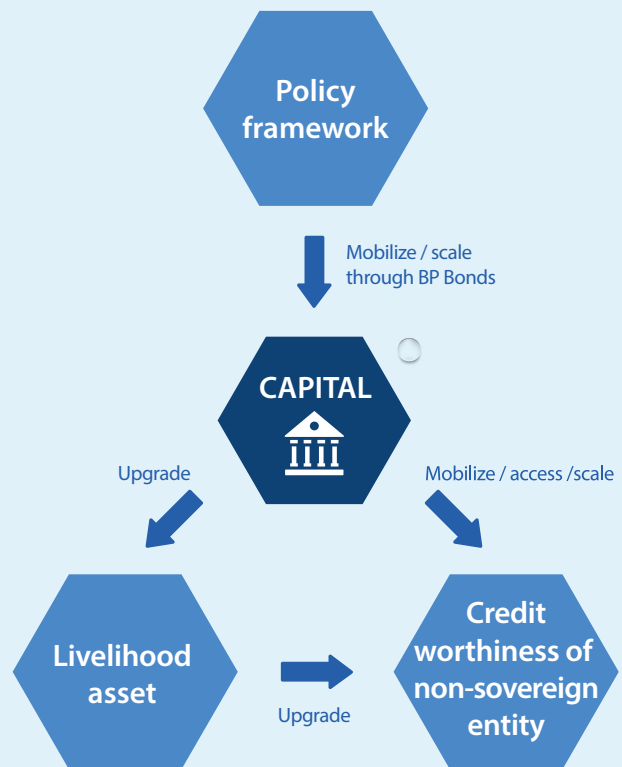 Policy
framework
Mobilize / scale
through BP Bonds
CAPITAL
Upgrade
Mobilize / access /scale
Livelihood
asset
Upgrade
Credit
worthiness of
non-sovereign
entity